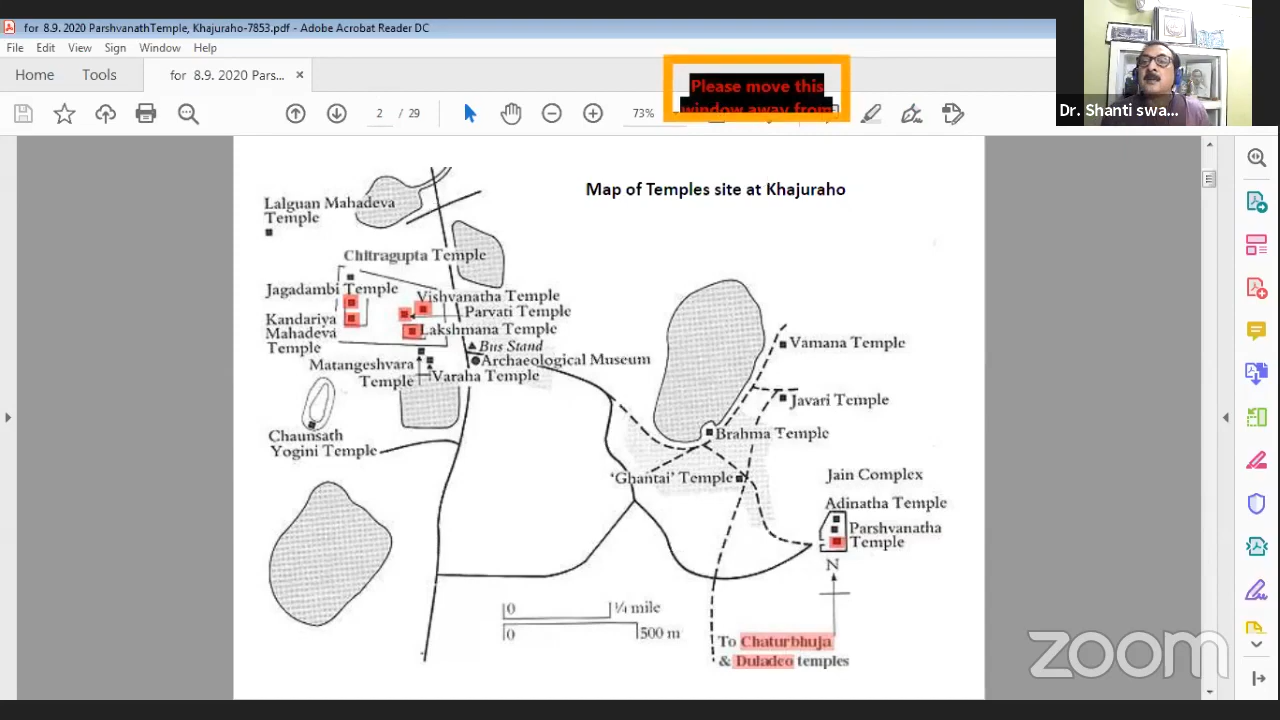 for 8.9. 2020 ParshvanathTemple, Khajuraho-7853.pdf - Adobe Acrobat Reader DC
File Edit View Sign Window Help
Home Tools for 8.9. 2020 Pars... ×
Please move this
window away from
2 / 29 73%
Dr. Shanti swa...
Map of Temples site at Khajuraho
Lalguan Mahadeva
Temple
Chitragupta Temple
Jagadambi Temple
Vishvanatha Temple
Parvati Temple
Kandariya
Mahadeva
Temple
Lakshmana Temple
Bus Stand
Archaeological Museum
Matangeshvara
Temple
Varaha Temple
Chaunsath
Yogini Temple
Vamana Temple
Javari Temple
Brahma Temple
'Ghantai' Temple
Jain Complex
Adinatha Temple
Parshvanatha
Temple
N
0 ¼ mile
0 500 m
To Chaturbhuja
& Duladeo temples
zoom